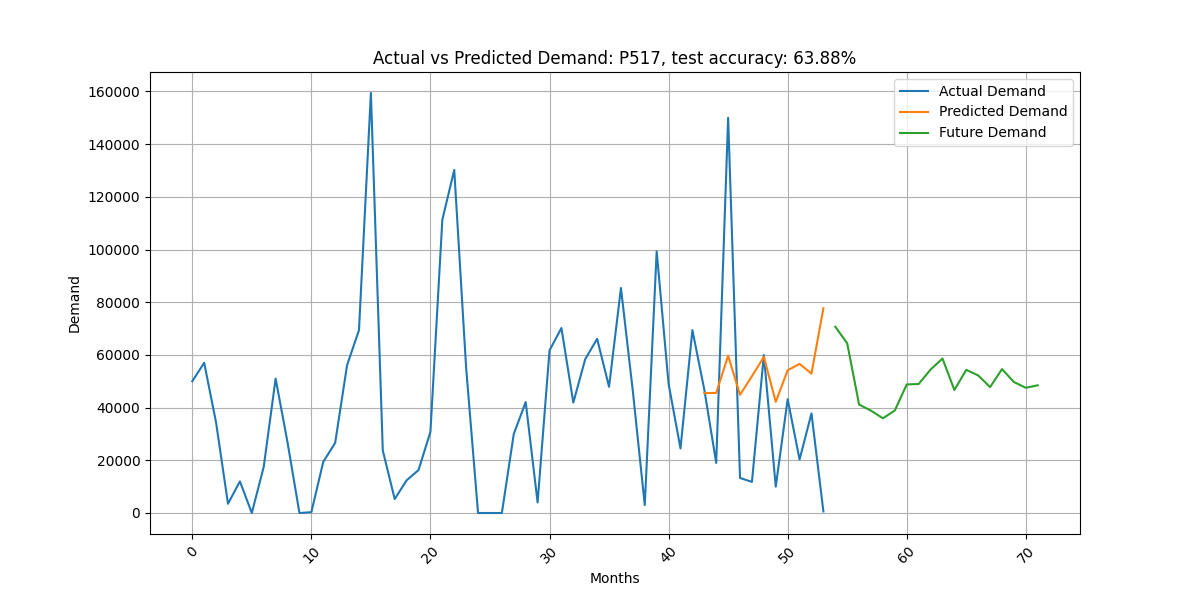 Actual vs Predicted Demand: P517, test accuracy: 63.88%
Actual Demand
Predicted Demand
Future Demand
Demand
160000
140000
120000
100000
80000
60000
40000
20000
0
0
10
20
30
40
50
60
70
Months